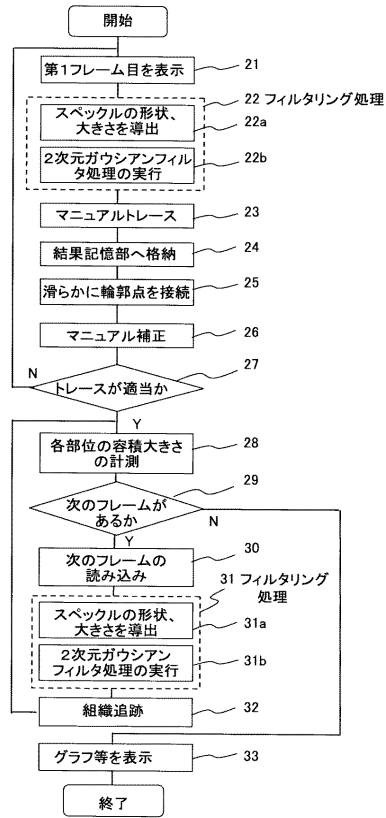 開始
第1フレーム目を表示
21
22 フィルタリング処理
スペックルの形状、
大きさを導出
22a
2次元ガウシアンフィル
タ処理の実行
22b
マニュアルトレース
23
結果記憶部へ格納
24
滑らかに輪郭点を接続
25
マニュアル補正
26
トレースが適当か
27
N
Y
各部位の容積大きさ
の計測
28
次のフレームが
あるか
29
N
Y
次のフレームの
読み込み
30
31 フィルタリング
処理
スペックルの形状、
大きさを導出
31a
2次元ガウシアン
フィルタ処理の実行
31b
組織追跡
32
グラフ等を表示
33
終了